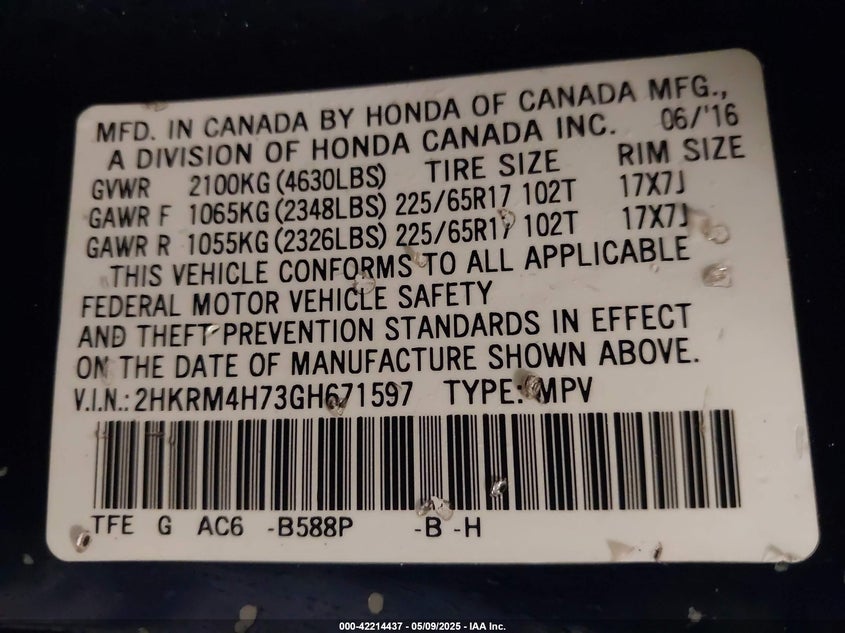 MFD. IN CANADA BY HONDA OF CANADA MFG.,
A DIVISION OF HONDA CANADA INC. 06/'16
GVWR 2100KG (4630LBS) TIRE SIZE RIM SIZE
GAWR F 1065KG (2348LBS) 225/65R17 102T 17X7J
GAWR R 1055KG (2326LBS) 225/65R17 102T 17X7J
THIS VEHICLE CONFORMS TO ALL APPLICABLE
FEDERAL MOTOR VEHICLE SAFETY
AND THEFT PREVENTION STANDARDS IN EFFECT
ON THE DATE OF MANUFACTURE SHOWN ABOVE.
V.I.N.: 2HKRM4H73GH671597 TYPE: MPV
TFE G AC6 -B588P -B -H
000-42214437 - 05/09/2025 - IAA Inc.